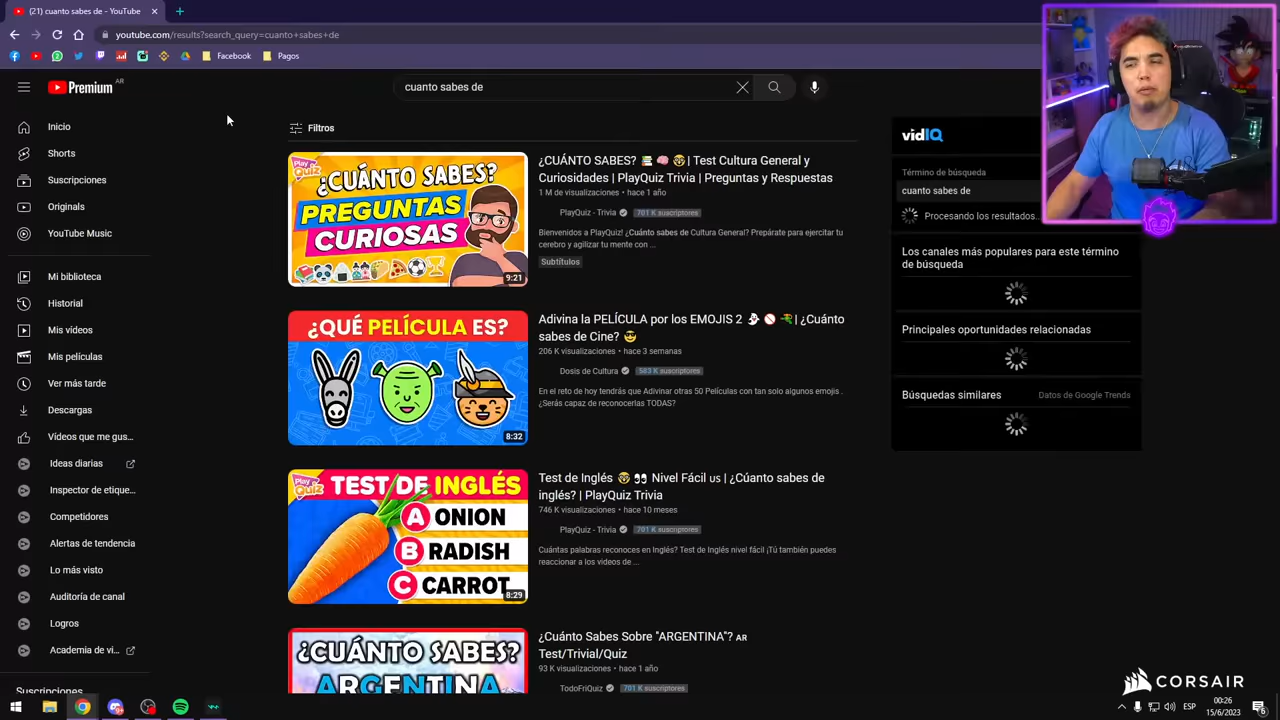 (21) cuanto sabes de - YouTube
youtube.com/results?search_query=cuanto+sabes+de
Facebook
Pagos
Premium AR
cuanto sabes de
Inicio
Shorts
Suscripciones
Originals
YouTube Music
Mi biblioteca
Historial
Mis videos
Mis películas
Ver más tarde
Descargas
Vídeos que me gus...
Ideas diarias
Inspector de etique...
Competidores
Alertas de tendencia
Lo más visto
Auditoría de canal
Logros
Academia de vi...
Suscripciones
Filtros
Play Quiz
¿CUÁNTO SABES?
PREGUNTAS
CURIOSAS
9:21
¿CUÁNTO SABES? | Test Cultura General y
Curiosidades | PlayQuiz Trivia | Preguntas y Respuestas
1 M de visualizaciones • hace 1 año
PlayQuiz - Trivia 701 K suscriptores
Bienvenidos a PlayQuiz! ¿Cuánto sabes de Cultura General? Prepárate para ejercitar tu
cerebro y agilizar tu mente con ...
Subtítulos
¿QUÉ PELÍCULA ES?
8:32
Adivina la PELÍCULA por los EMOJIS 2 | ¿Cuánto
sabes de Cine?
206 K visualizaciones • hace 3 semanas
Dosis de Cultura 583 K suscriptores
En el reto de hoy tendrás que Adivinar otras 50 Películas con tan solo algunos emojis .
¿Serás capaz de reconocerlas TODAS?
Play Quiz
TEST DE INGLÉS
A ONION
B RADISH
C CARROT
8:29
Test de Inglés Nivel Fácil us | ¿Cúanto sabes de
inglés? | PlayQuiz Trivia
746 K visualizaciones • hace 10 meses
PlayQuiz - Trivia 701 K suscriptores
Cuántas palabras reconoces en Inglés? Test de Inglés nivel fácil ¡Tú también puedes
reaccionar a los videos de ...
¿CUÁNTO SABES?
ARGENTINA
¿Cuánto Sabes Sobre "ARGENTINA"? AR
Test/Trivial/Quiz
93 K visualizaciones • hace 1 año
TodoFriQuiz 701 K suscriptores
vidIQ
Término de búsqueda
cuanto sabes de
Procesando los resultados...
Los canales más populares para este término
de búsqueda
Principales oportunidades relacionadas
Búsquedas similares
Datos de Google Trends
CORSAIR
ESP
00:26
15/6/2023
6